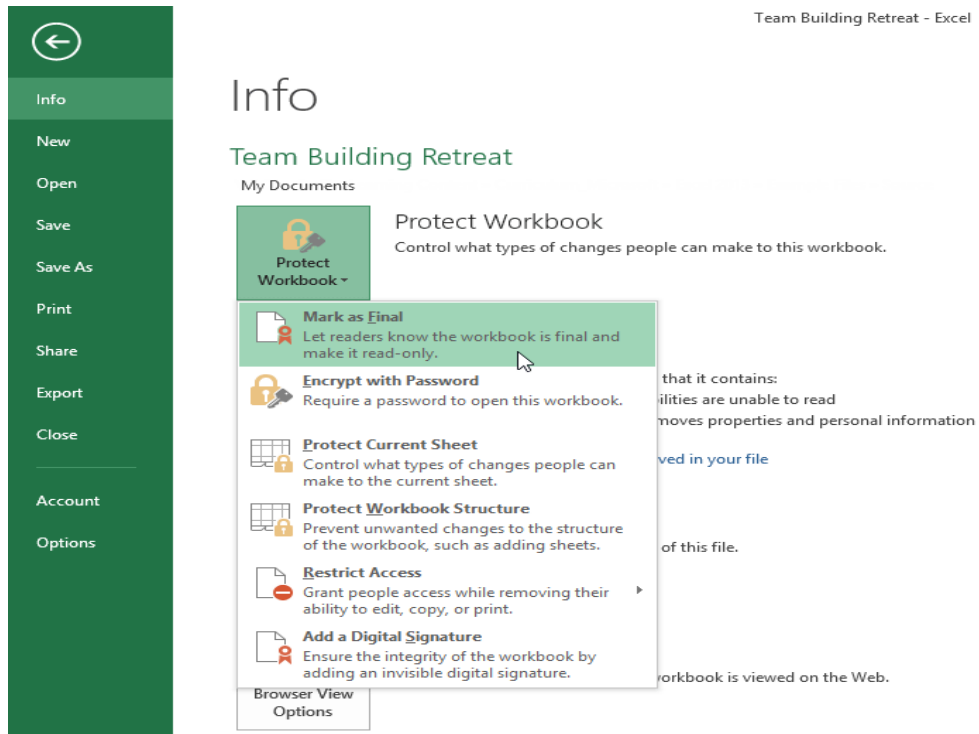 Team Building Retreat - Excel
Info
New
Open
Save
Save As
Print
Share
Export
Close
Account
Options
Info
Team Building Retreat
My Documents
Protect
Workbook
Protect Workbook
Control what types of changes people can make to this workbook.
Mark as Final
Let readers know the workbook is final and
make it read-only.
Encrypt with Password
Require a password to open this workbook.
Protect Current Sheet
Control what types of changes people can
make to the current sheet.
Protect Workbook Structure
Prevent unwanted changes to the structure
of the workbook, such as adding sheets.
Restrict Access
Grant people access while removing their
ability to edit, copy, or print.
Add a Digital Signature
Ensure the integrity of the workbook by
adding an invisible digital signature.
that it contains:
ilities are unable to read
moves properties and personal information
ved in your file
of this file.
workbook is viewed on the Web.
Browser View
Options